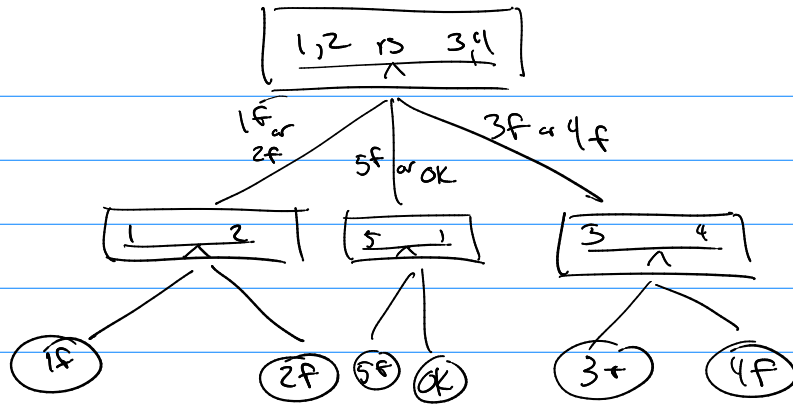 1,2 vs 3,4
1f or 2f
5f or OK
3f or 4f
1 2
5 1
3 4
1f
2f
5f
OK
3f
4f